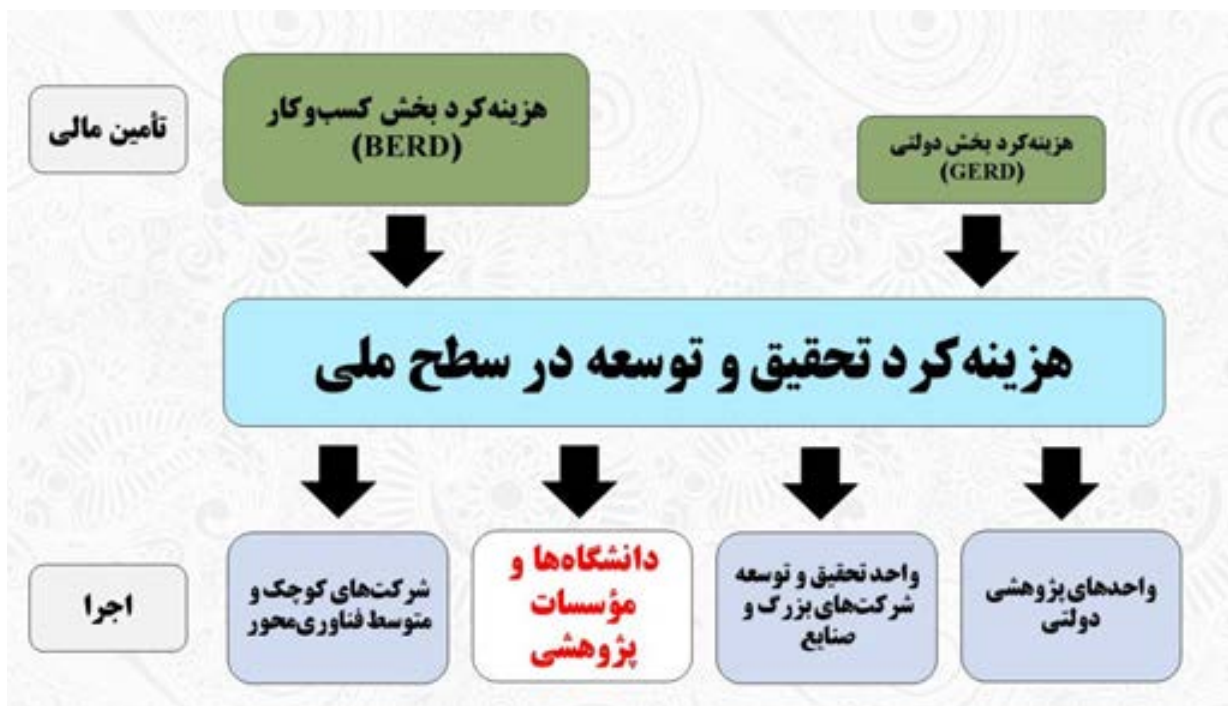 هزینه‌کرد بخش کسب‌وکار
(BERD)
تأمین مالی
هزینه‌کرد بخش دولتی
(GERD)
هزینه‌کرد تحقیق و توسعه در سطح ملی
واحدهای پژوهشی
دولتی
واحد تحقیق و توسعه
شرکت‌های بزرگ و
صنایع
دانشگاه‌ها و
مؤسسات
پژوهشی
شرکت‌های کوچک و
متوسط فناوری‌محور
اجرا